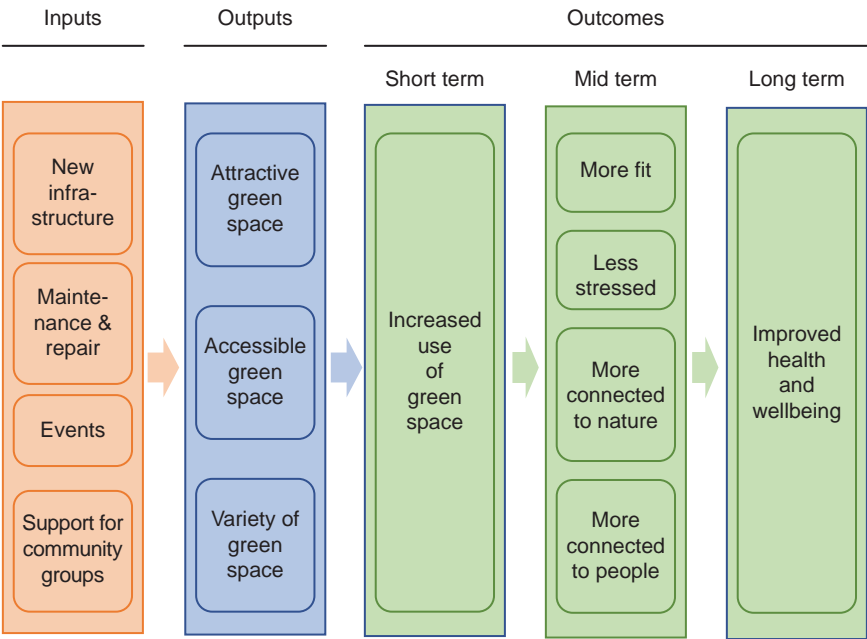 Inputs
Outputs
Outcomes
Short term
Mid term
Long term
New
infra-
structure
Mainte-
nance &
repair
Events
Support for
community
groups
Attractive
green
space
Accessible
green
space
Variety of
green
space
Increased
use
of
green
space
More fit
Less
stressed
More
connected
to nature
More
connected
to people
Improved
health
and
wellbeing